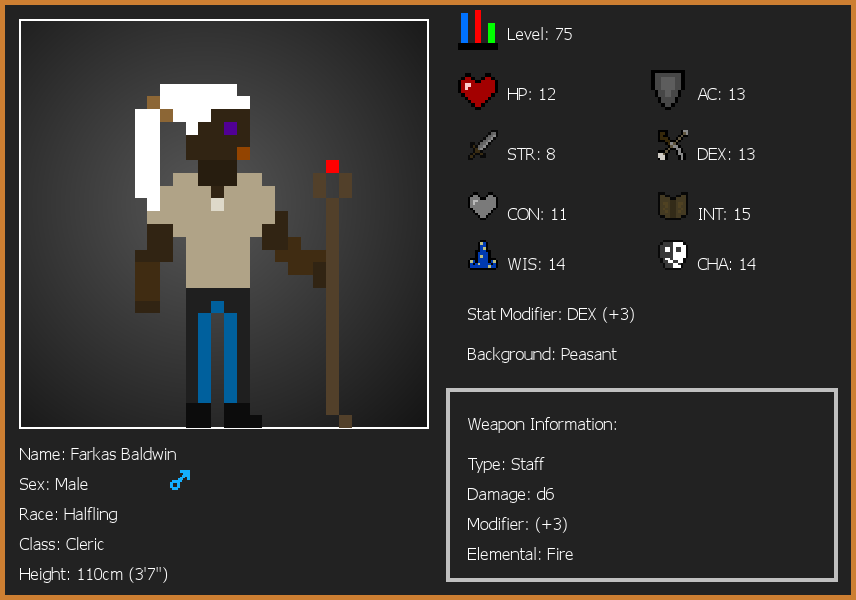 Level: 75
HP: 12
AC: 13
STR: 8
DEX: 13
CON: 11
INT: 15
WIS: 14
CHA: 14
Stat Modifier: DEX (+3)
Background: Peasant
Weapon Information:
Type: Staff
Damage: d6
Modifier: (+3)
Elemental: Fire
Name: Farkas Baldwin
Sex: Male
Race: Halfling
Class: Cleric
Height: 110cm (3'7")